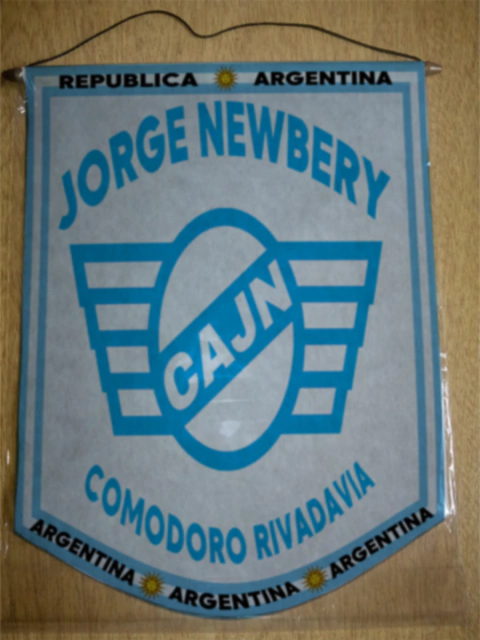 REPUBLICA ARGENTINA
JORGE NEWBERY
CAJN
COMODORO RIVADAVIA
ARGENTINA ARGENTINA ARGENTINA